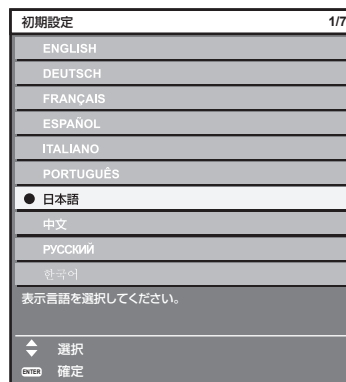 初期設定 1/7
ENGLISH
DEUTSCH
FRANÇAIS
ESPAÑOL
ITALIANO
PORTUGUÊS
日本語
中文
РУССКИЙ
한국어
表示言語を選択してください。
選択
ENTER 確定